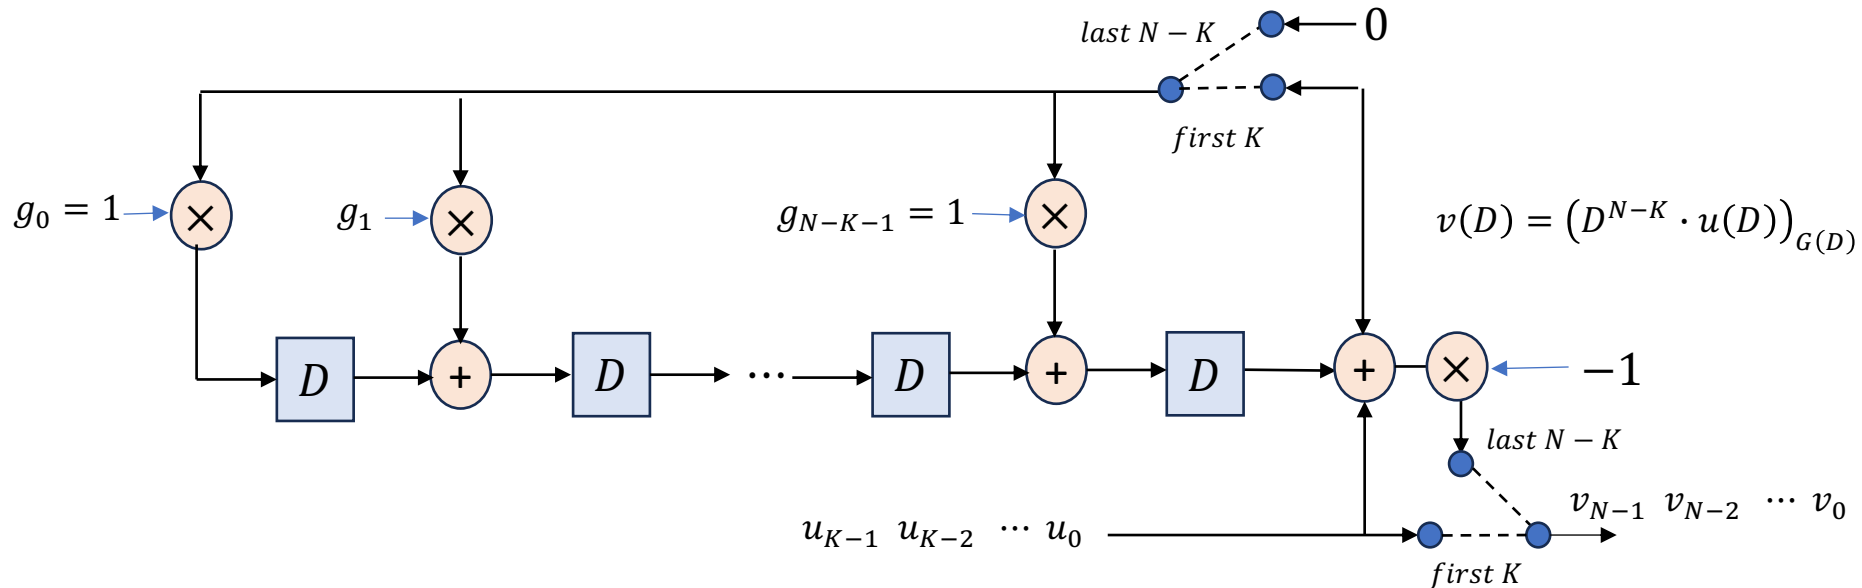 last N − K
0
first K
g₀ = 1
×
g₁
×
g_{N−K−1} = 1
×
v(D) = (D^{N−K} · u(D))_{G(D)}
D
+
D
⋯
D
+
D
+
×
−1
last N − K
u_{K−1} u_{K−2} ⋯ u₀
v_{N−1} v_{N−2} ⋯ v₀
first K